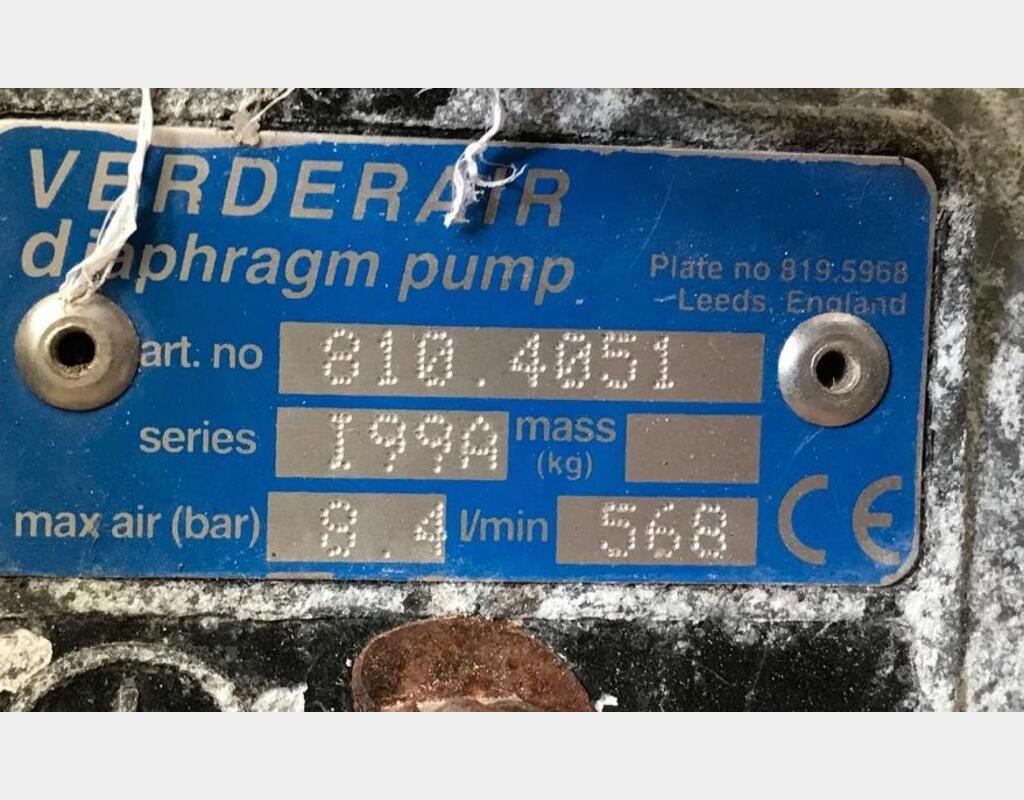 VERDERAIR
diaphragm pump
Plate no 819.5968
Leeds, England
art. no 810.4051
series I99A mass (kg)
max air (bar) 8.4 l/min 568
CE